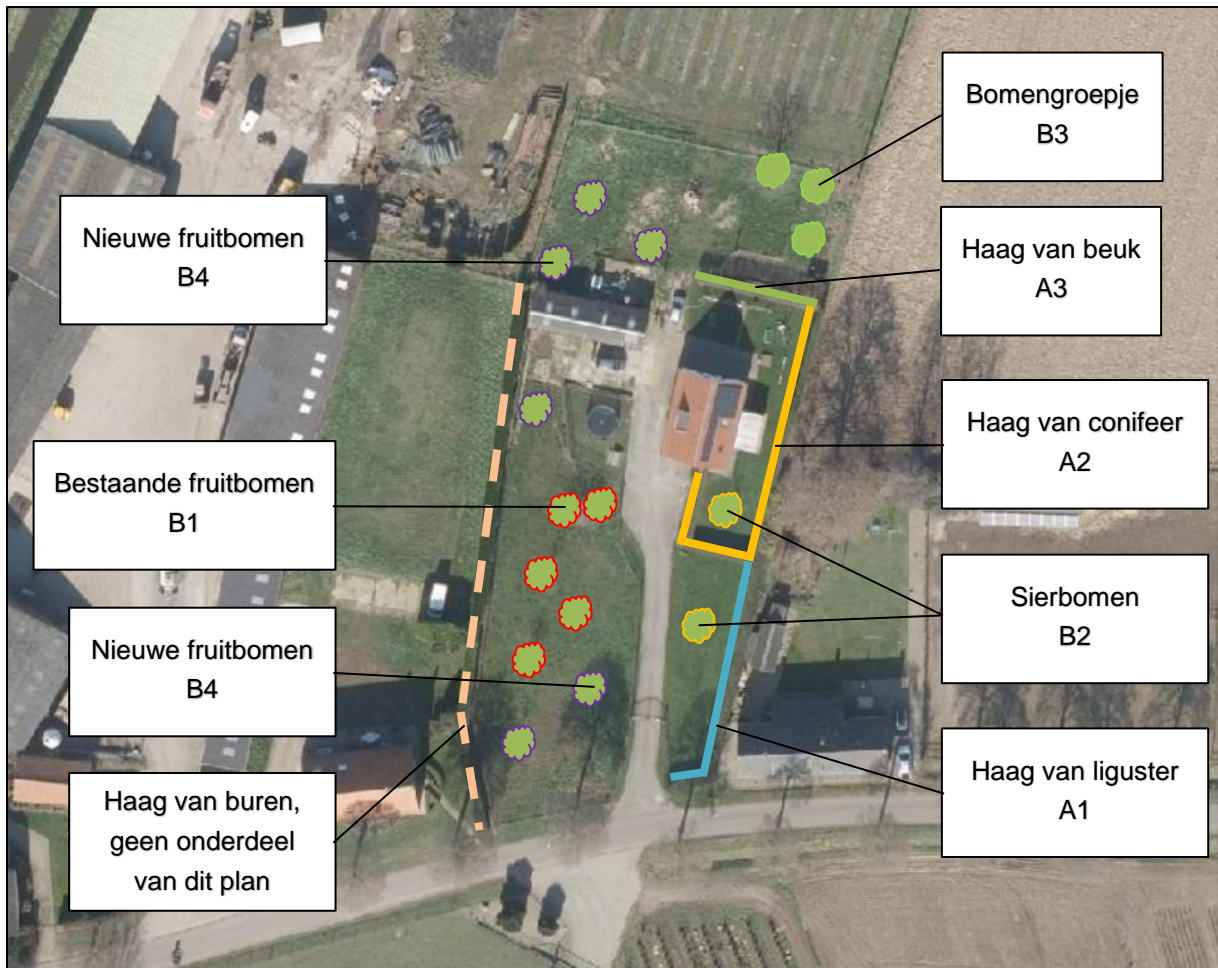 Bomengroepje
B3
Nieuwe fruitbomen
B4
Haag van beuk
A3
Haag van conifeer
A2
Bestaande fruitbomen
B1
Sierbomen
B2
Nieuwe fruitbomen
B4
Haag van liguster
A1
Haag van buren,
geen onderdeel
van dit plan